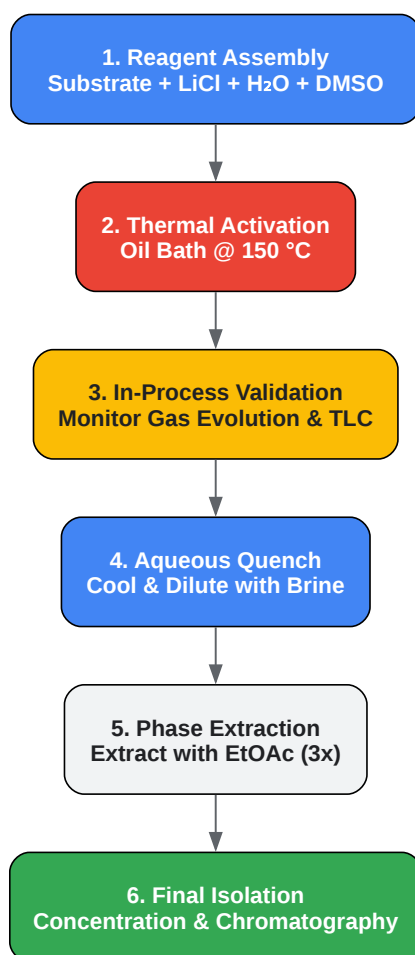 1. Reagent Assembly
Substrate + LiCl + H₂O + DMSO
2. Thermal Activation
Oil Bath @ 150 °C
3. In-Process Validation
Monitor Gas Evolution & TLC
4. Aqueous Quench
Cool & Dilute with Brine
5. Phase Extraction
Extract with EtOAc (3x)
6. Final Isolation
Concentration & Chromatography